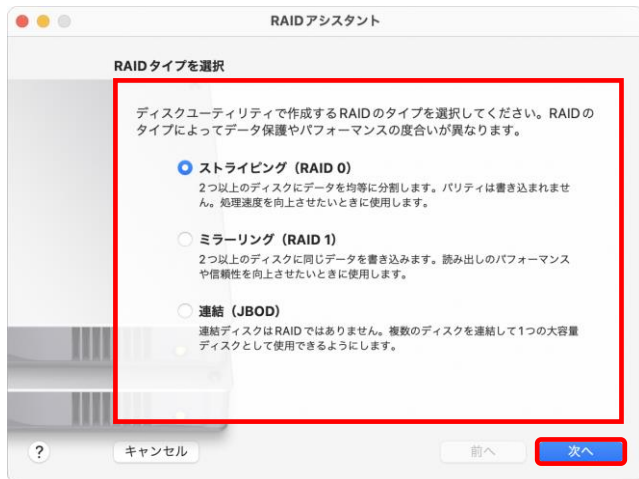 RAIDアシスタント
RAIDタイプを選択
ディスクユーティリティで作成するRAIDのタイプを選択してください。RAIDの
タイプによってデータ保護やパフォーマンスの度合いが異なります。
ストライピング（RAID 0）
2つ以上のディスクにデータを均等に分割します。パリティは書き込まれませ
ん。処理速度を向上させたいときに使用します。
ミラーリング（RAID 1）
2つ以上のディスクに同じデータを書き込みます。読み出しのパフォーマンス
や信頼性を向上させたいときに使用します。
連結（JBOD）
連結ディスクはRAIDではありません。複数のディスクを連結して1つの大容量
ディスクとして使用できるようにします。
?
キャンセル
前へ
次へ